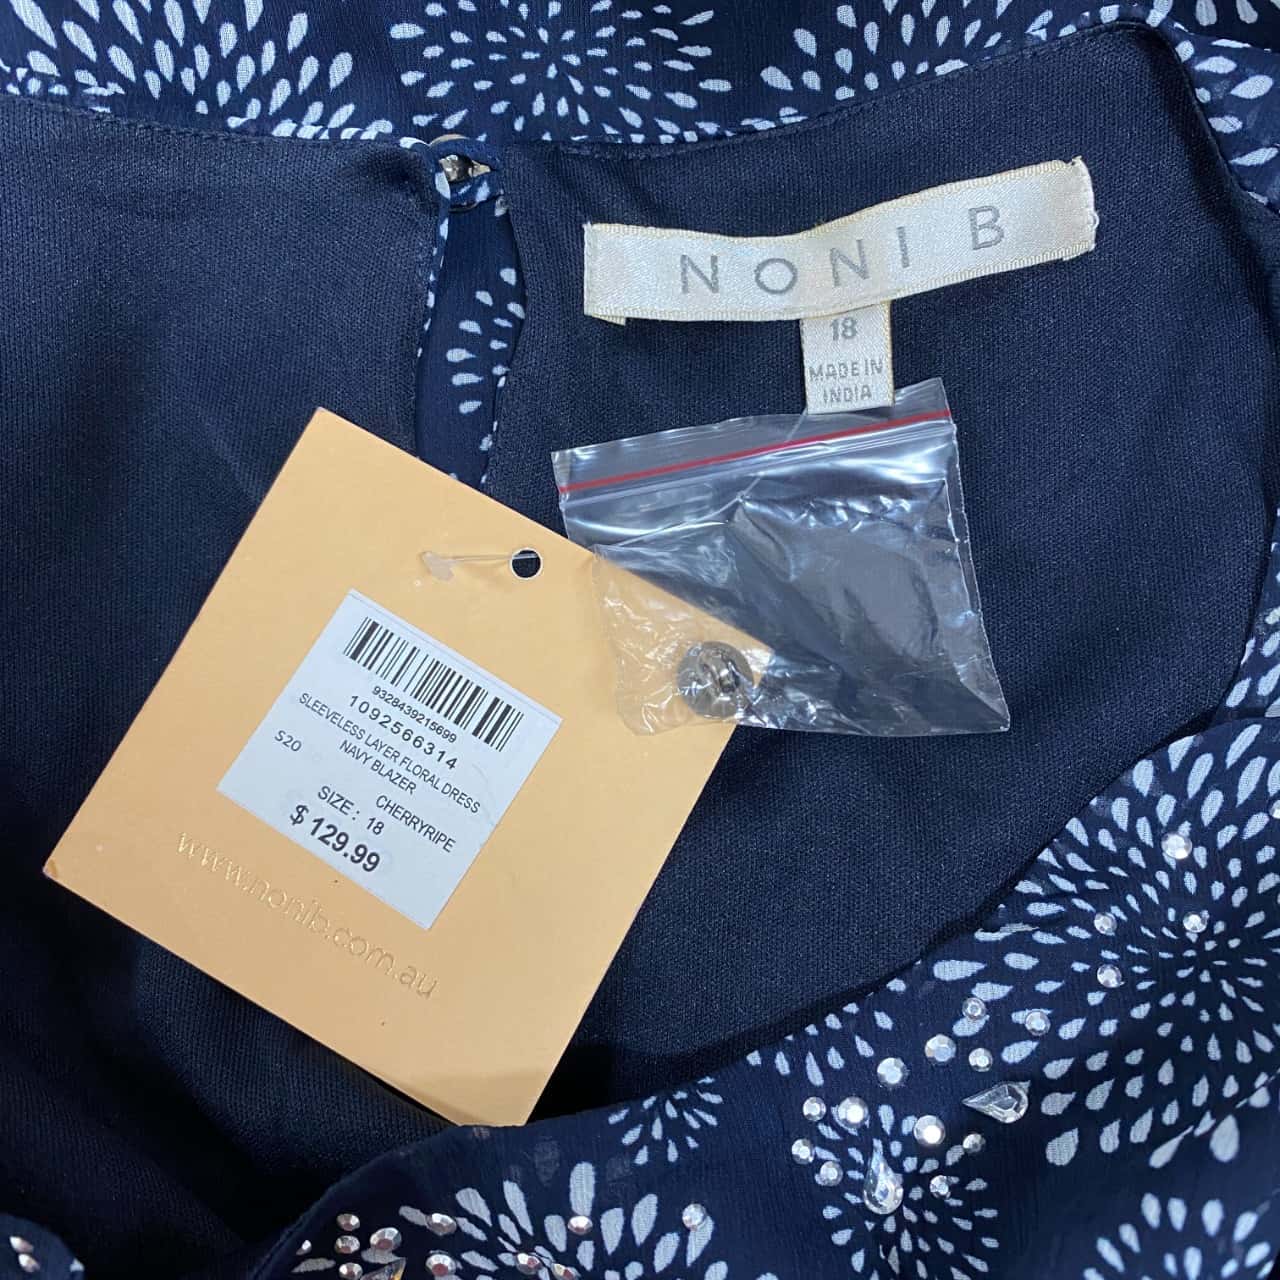 NONI B
18
MADE IN
INDIA
9328439215699
1092566314
SLEEVELESS LAYER FLORAL DRESS
S20 NAVY BLAZER
CHERRYRIPE
SIZE : 18
$129.99
www.nonib.com.au